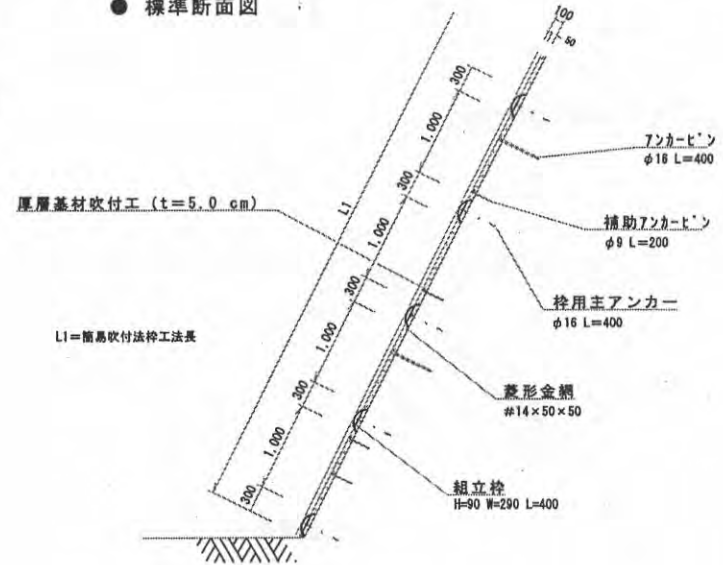 ● 標準断面図
100
50
300
1.000
アンカーピン
φ16 L=400
300
厚層基材吹付工 (t=5.0 cm)
L1
1.000
補助アンカーピン
φ9 L=200
300
枠用主アンカー
φ16 L=400
L1=簡易吹付法枠工法長
1.000
300
菱形金網
#14×50×50
1.000
組立枠
H=90 W=290 L=400
300